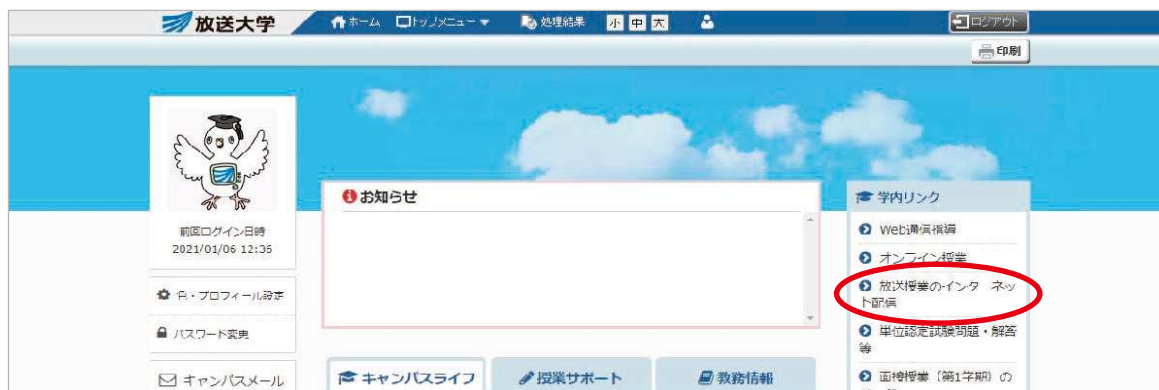 放送大学
ホーム
トップメニュー▼
処理結果
小 中 大
ログアウト
印刷
前回ログイン日時
2021/01/06 12:36
・プロフィール設定
パスワード変更
キャンパスメール
お知らせ
キャンパスライフ
授業サポート
教務情報
学内リンク
Web通信指導
オンライン授業
放送授業のインターネッ
ト配信
単位認定試験問題・解答
等
面接授業（第1学期）の